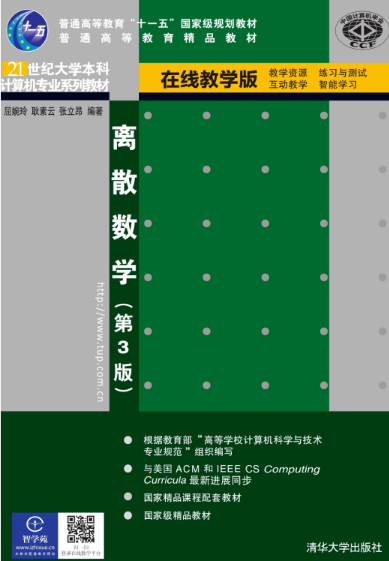 普通高等教育“十一五”国家级规划教材
普通高等教育精品教材
十一五
中国计算机学会
CCF
21世纪大学本科
计算机专业系列教材
在线教学版
教学资源 练习与测试
互动教学 智能学习
屈婉玲 耿素云 张立昂 编著
离散数学(第3版)
http://www.tup.com.cn
根据教育部“高等学校计算机科学与技术
专业规范”组织编写
与美国 ACM 和 IEEE CS Computing
Curricula 最新进展同步
国家精品课程配套教材
国家级精品教材
智学苑
www.izhixue.cn
扫一扫
登录在线教学平台
清华大学出版社